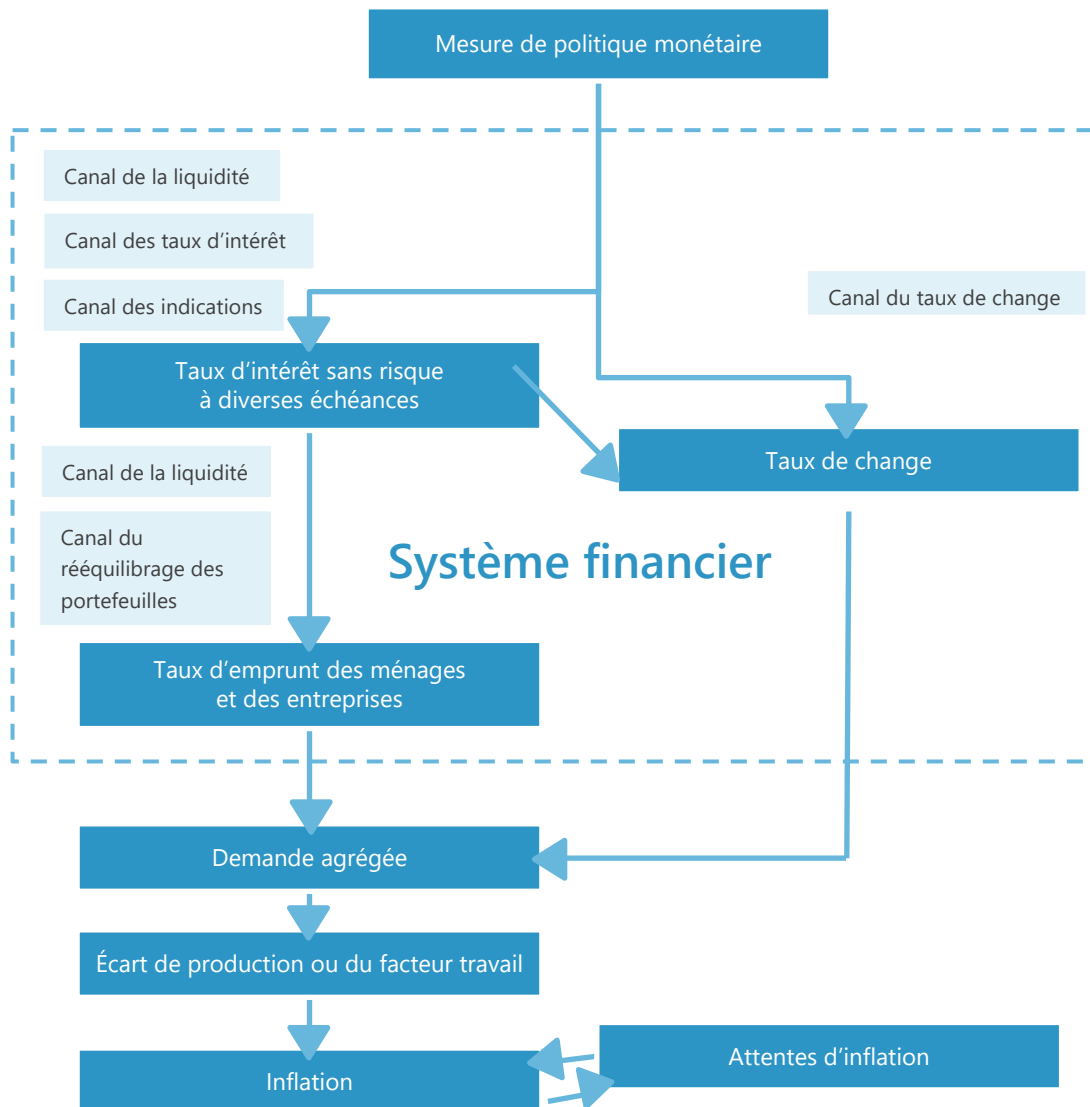 Mesure de politique monétaire
Canal de la liquidité
Canal des taux d’intérêt
Canal des indications
Canal du taux de change
Taux d’intérêt sans risque
à diverses échéances
Canal de la liquidité
Taux de change
Canal du
rééquilibrage des
portefeuilles
Système financier
Taux d’emprunt des ménages
et des entreprises
Demande agrégée
Écart de production ou du facteur travail
Attentes d’inflation
Inflation